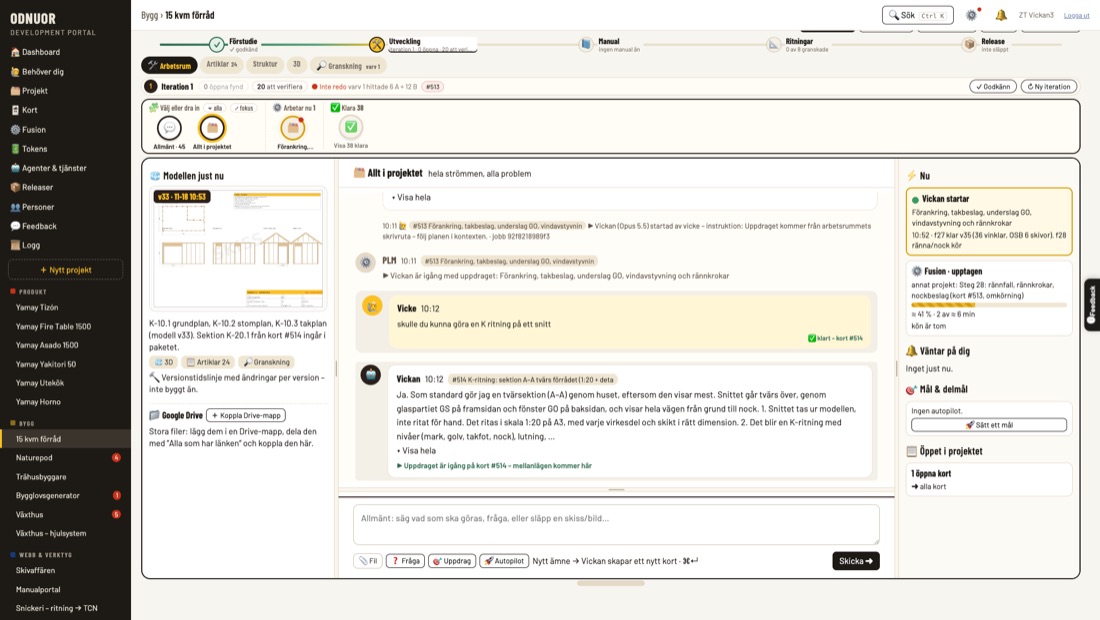 ODNUOR
DEVELOPMENT PORTAL
Dashboard
Behöver dig
Projekt
Kort
Fusion
Tokens
Agenter & tjänster
Releaser
Personer
Feedback
Logg
+ Nytt projekt
PRODUKT
Yamay Tizón
Yamay Fire Table 1500
Yamay Asado 1500
Yamay Yakitori 50
Projekt Yamay Utekök
Yamay Horno
BYGG
15 kvm förråd
Naturepod
Trähusbyggare
Bygglovsgenerator 1
Växthus 5
Växthus - hjulsystem
WEBB & VERKTYG
Skivaffären
Manualportal
Snickeri - ritning → TCN
Bygg › 15 kvm förråd
Sök Ctrl K
ZT Vickan3 Logga ut
Förstudie
✓ godkänd
Utveckling
Manual
ingen manual än
Ritningar
0 av 8 granskade
Release
inte släppt
Arbetsrum Artiklar 24 Struktur 3D Granskning varv 1
1 Iteration 1 0 öppna fynd 20 att verifiera Inte redo varv 1 hittade 6 A + 12 B #513
✓ Godkänn ↻ Ny iteration
Välj eller dra in alla fokus
Allmänt · 45 Allt i projektet
Arbetar nu 1
Förankring,...
Klara 38
Visa 38 klara
Modellen just nu
v33 · 11-18 10:53
K-10.1 grundplan, K-10.2 stomplan, K-10.3 takplan
(modell v33). Sektion K-20.1 från kort #514 ingår i
paketet.
3D Artiklar 24 Granskning
Versionstidslinje med ändringar per version –
inte byggt än.
Google Drive + Koppla Drive-mapp
Stora filer: lägg dem i en Drive-mapp, dela den
med "Alla som har länken" och koppla den här.
Allt i projektet hela strömmen, alla problem
• Visa hela
10:11 #513 Förankring, takbeslag, underslag GO, vindavstyvnin ▶ Vickan (Opus 5.5) startad av vicke – Instruktion: Uppdraget kommer från arbetsrummets
skrivruta – följ planen i kontexten. · jobb 92f8218989f3
PLM 10:11 #513 Förankring, takbeslag, underslag GO, vindavstyvnin
▶ Vickan är igång med uppdraget: Förankring, takbeslag, underslag GO, vindavstyvning och rännkrokar
Vicke 10:12
skulle du kunna göra en K ritning på ett snitt
klart – kort #514
Vickan 10:12 #514 K-ritning: sektion A-A tvärs förrådet (1:20 + deta
Ja. Som standard gör jag en tvärsektion (A–A) genom huset, eftersom den visar mest. Snittet går tvärs över, genom
glaspartiet GS på framsidan och fönster GO på baksidan, och visar hela vägen från grund till nock. 1. Snittet tas ur modellen,
inte ritat för hand. Det ritas i skala 1:20 på A3, med varje virkesdel och skikt i rätt dimension. 2. Det blir en K-ritning med
nivåer (mark, golv, takfot, nock), lutning, ...
• Visa hela
▶ Uppdraget är igång på kort #514 – mellanlägen kommer här
Allmänt: säg vad som ska göras, fråga, eller släpp en skiss/bild...
Fil Fråga Uppdrag Autopilot Nytt ämne → Vickan skapar ett nytt kort · ⌘↵ Skicka ➔
Nu
Vickan startar
Förankring, takbeslag, underslag GO,
vindavstyvning och rännkrokar
10:52 · f27 klar v35 (36 vinklar, OSB 6 skivor). f28
ränna/nock kör
Fusion · upptagen
annat projekt: Steg 28: rännfall, rännkrokar,
nockbeslag (kort #513, omkörning)
≈ 41 % · 2 av ≈ 6 min
kön är tom
Väntar på dig
Inget just nu.
Mål & delmål
Ingen autopilot.
Sätt ett mål
Öppet i projektet
1 öppna kort
➔ alla kort
Feedback